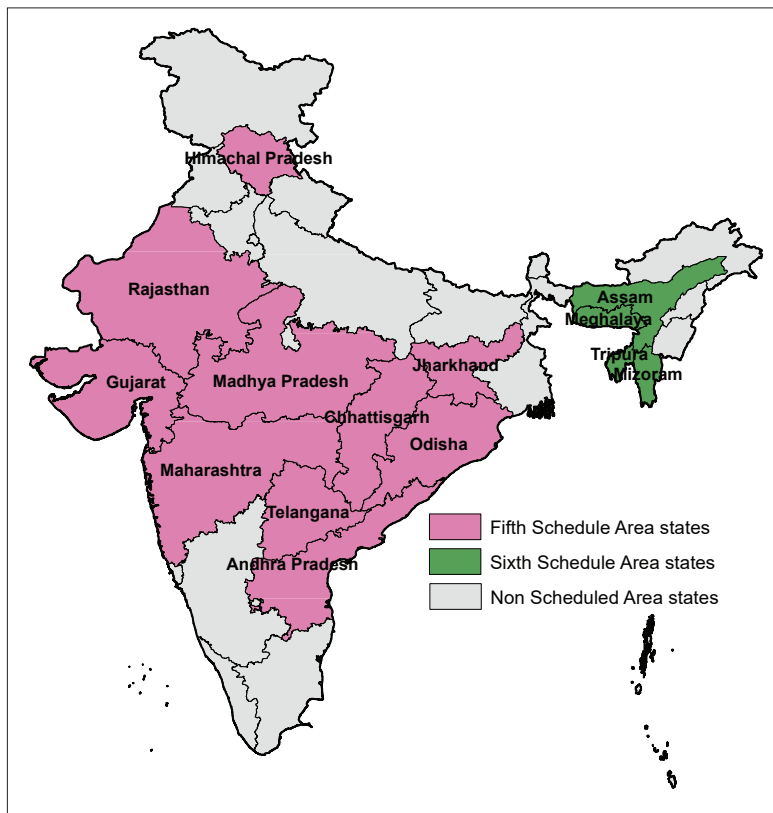 Himachal Pradesh
Rajasthan
Assam
Meghalaya
Tripura
Jharkhand
Mizoram
Gujarat
Madhya Pradesh
Chhattisgarh
Odisha
Maharashtra
Telangana
Fifth Schedule Area states
Andhra Pradesh
Sixth Schedule Area states
Non Scheduled Area states